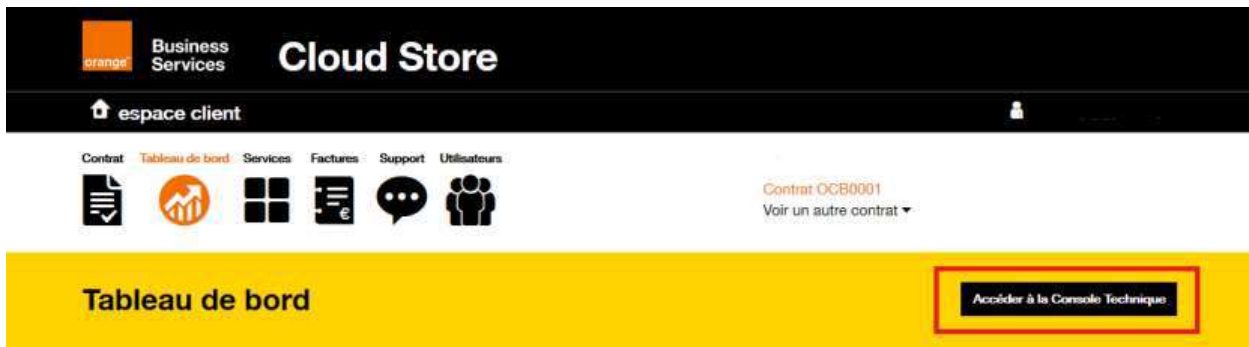 orange
Business
Services
Cloud Store
espace client
Contrat Tableau de bord Services Factures Support Utilisateurs
Contrat OCB0001
Voir un autre contrat
Tableau de bord
Accéder à la Console Technique